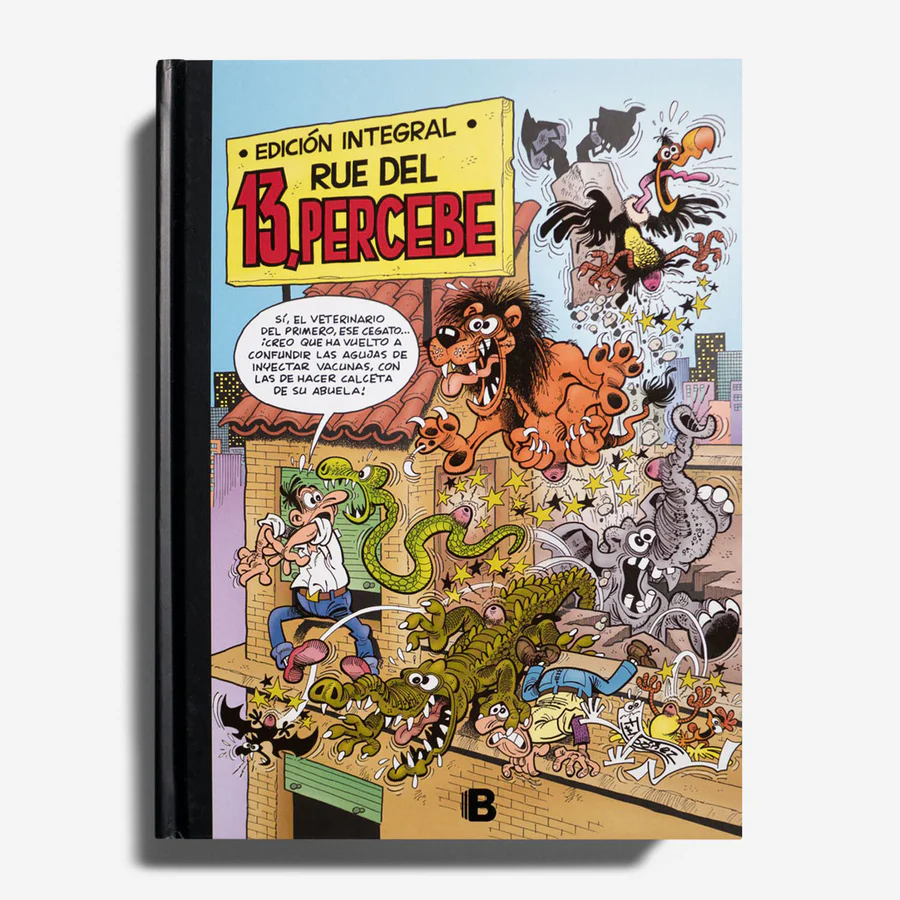 • EDICIÓN INTEGRAL •
RUE DEL
13, PERCEBE
SÍ, EL VETERINARIO
DEL PRIMERO, ESE CEGATO...
¡CREO QUE HA VUELTO A
CONFUNDIR LAS AGUJAS DE
INYECTAR VACUNAS, CON
LAS DE HACER CALCETA
DE SU ABUELA!
B